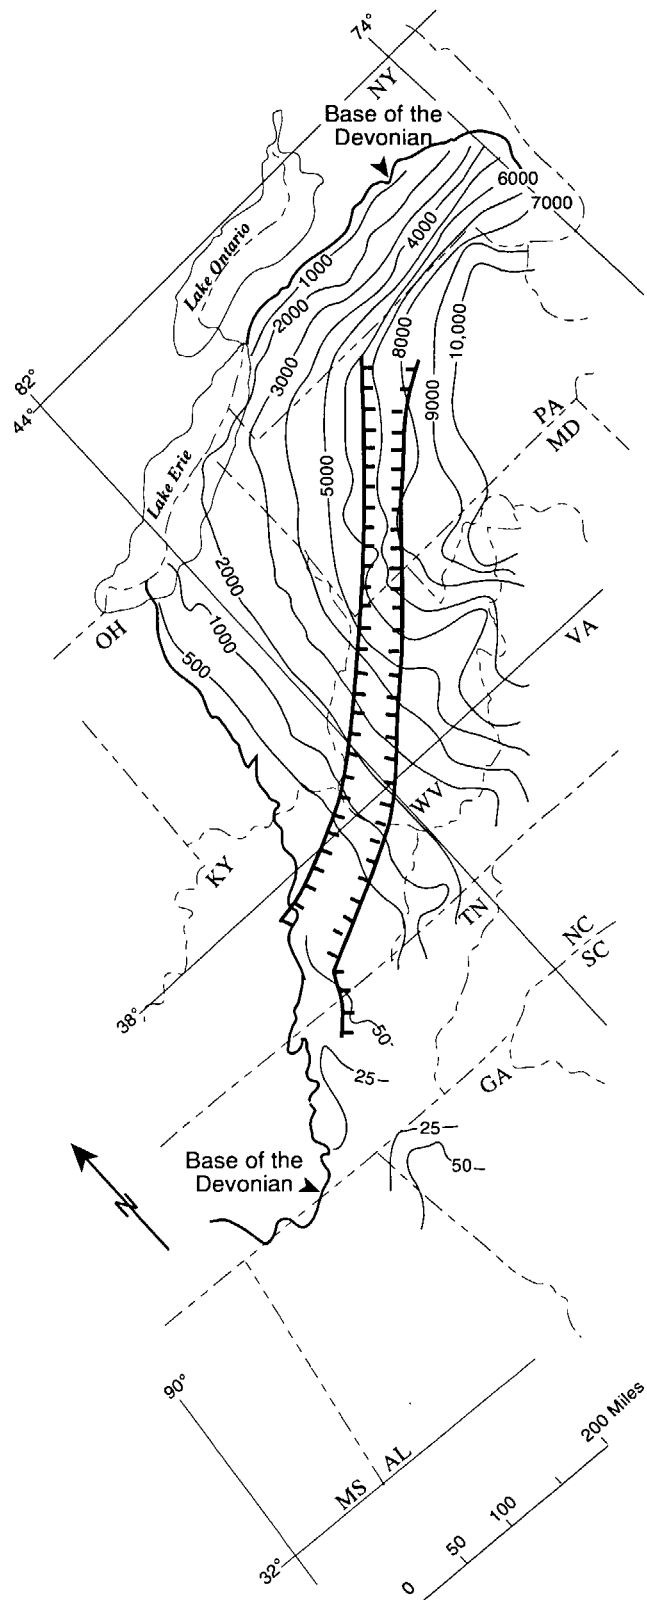 74°
NY
Base of the
Devonian
6000
7000
4000
Lake Ontario
1000
2000
3000
8000
10,000
9000
82°
44°
PA
MD
5000
Lake Erie
2000
OH
1000
500
VA
WV
KY
TN
NC
SC
38°
50
25
GA
25
50
Base of the
Devonian
N
90°
MS
AL
32°
0
50
100
200 Miles